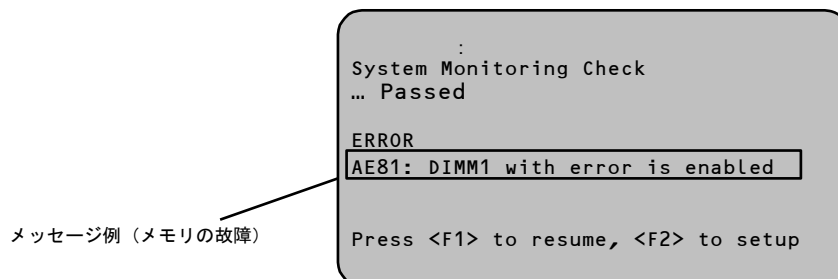 :
System Monitoring Check
… Passed
ERROR
AE81: DIMM1 with error is enabled
メッセージ例（メモリの故障）
Press <F1> to resume, <F2> to setup